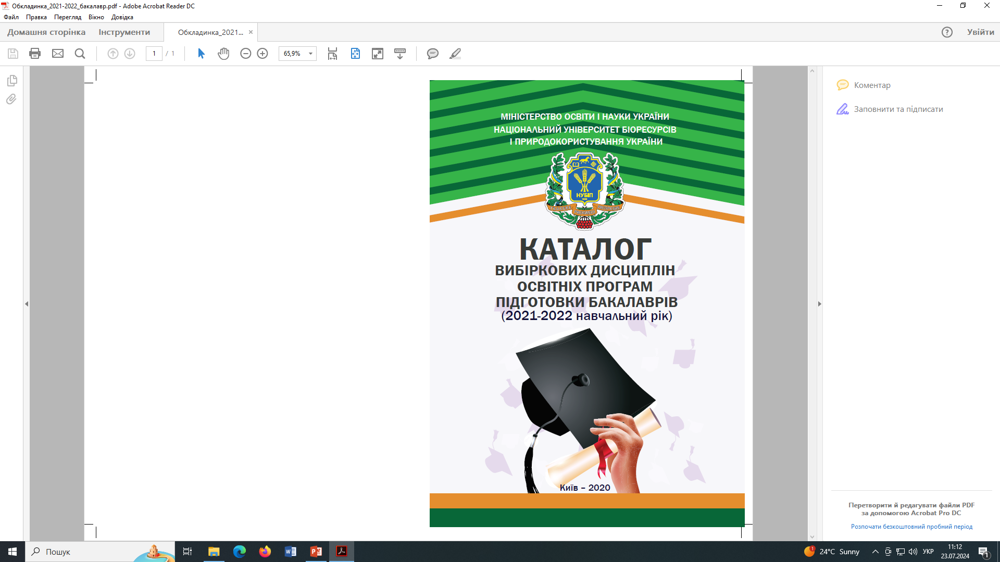 Обкладинка_2021-2022_бакалавр.pdf - Adobe Acrobat Reader DC
Файл Правка Перегляд Вікно Довідка
Домашня сторінка Інструменти Обкладинка_2021... × Увійти
1 / 1 65,9%
Коментар
Заповнити та підписати
МІНІСТЕРСТВО ОСВІТИ І НАУКИ УКРАЇНИ
НАЦІОНАЛЬНИЙ УНІВЕРСИТЕТ БІОРЕСУРСІВ
І ПРИРОДОКОРИСТУВАННЯ УКРАЇНИ
НУБІП
1898
КАТАЛОГ
ВИБІРКОВИХ ДИСЦИПЛІН
ОСВІТНІХ ПРОГРАМ
ПІДГОТОВКИ БАКАЛАВРІВ
(2021-2022 навчальний рік)
Київ – 2020
Перетворити й редагувати файли PDF
за допомогою Acrobat Pro DC
Розпочати безкоштовний пробний період
Пошук
1 24°C Sunny УКР 11:12
23.07.2024 1